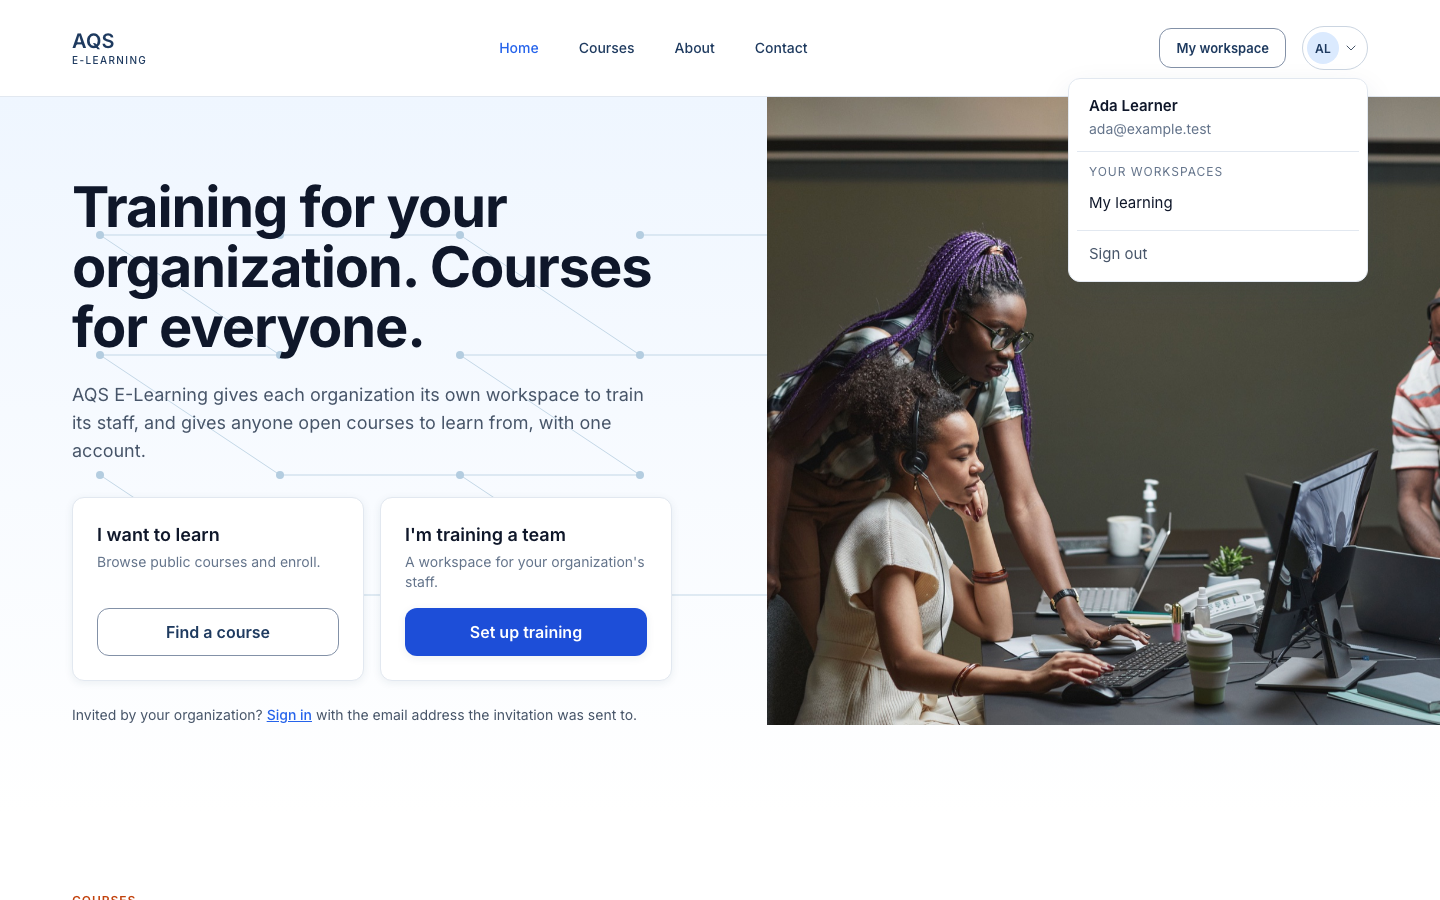 AQS
E-LEARNING
Home
Courses
About
Contact
My workspace
AL
Ada Learner
ada@example.test
YOUR WORKSPACES
My learning
Sign out
Training for your
organization. Courses
for everyone.
AQS E-Learning gives each organization its own workspace to train
its staff, and gives anyone open courses to learn from, with one
account.
I want to learn
Browse public courses and enroll.
Find a course
I'm training a team
A workspace for your organization's
staff.
Set up training
Invited by your organization? Sign in with the email address the invitation was sent to.
COURSES